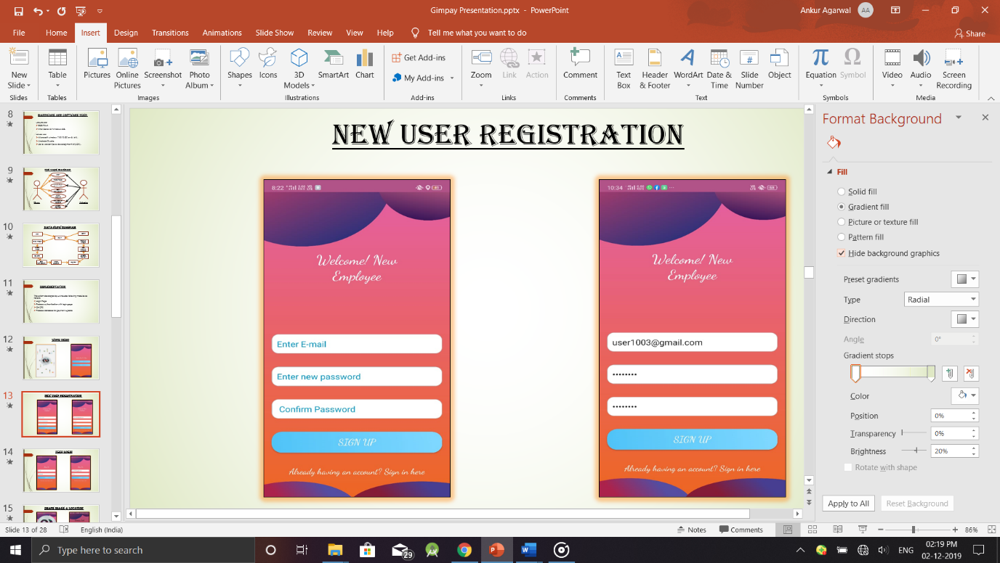 Gimpay Presentation.pptx - PowerPoint
Ankur Agarwal AA
File Home Insert Design Transitions Animations Slide Show Review View Help Tell me what you want to do Share
New Slide
Table
Pictures
Online Pictures
Screenshot
Photo Album
Shapes
Icons
3D Models
SmartArt
Chart
Get Add-ins
My Add-ins
Zoom
Link
Action
Comment
Text Box
Header & Footer
WordArt
Date & Time
Slide Number
Object
Equation
Symbol
Video
Audio
Screen Recording
Slides Tables Images Illustrations Add-ins Links Comments Text Symbols Media
8
9
10
DATA FLOW DIAGRAM
11
IMPLEMENTATION
12
13
NEW USER REGISTRATION
14
USER LOGIN
15
NEW USER REGISTRATION
8:22
Welcome! New
Employee
Enter E-mail
Enter new password
Confirm Password
SIGN UP
Already having an account? Sign in here
10:34
Welcome! New
Employee
user1003@gmail.com
••••••••
••••••••
SIGN UP
Already having an account? Sign in here
Format Background
Fill
Solid fill
Gradient fill
Picture or texture fill
Pattern fill
Hide background graphics
Preset gradients
Type Radial
Direction
Angle 0°
Gradient stops
Color
Position 0%
Transparency 0%
Brightness 20%
Rotate with shape
Apply to All Reset Background
Slide 13 of 28 English (India) Notes Comments 86%
Type here to search
29
ENG
02:19 PM
02-12-2019